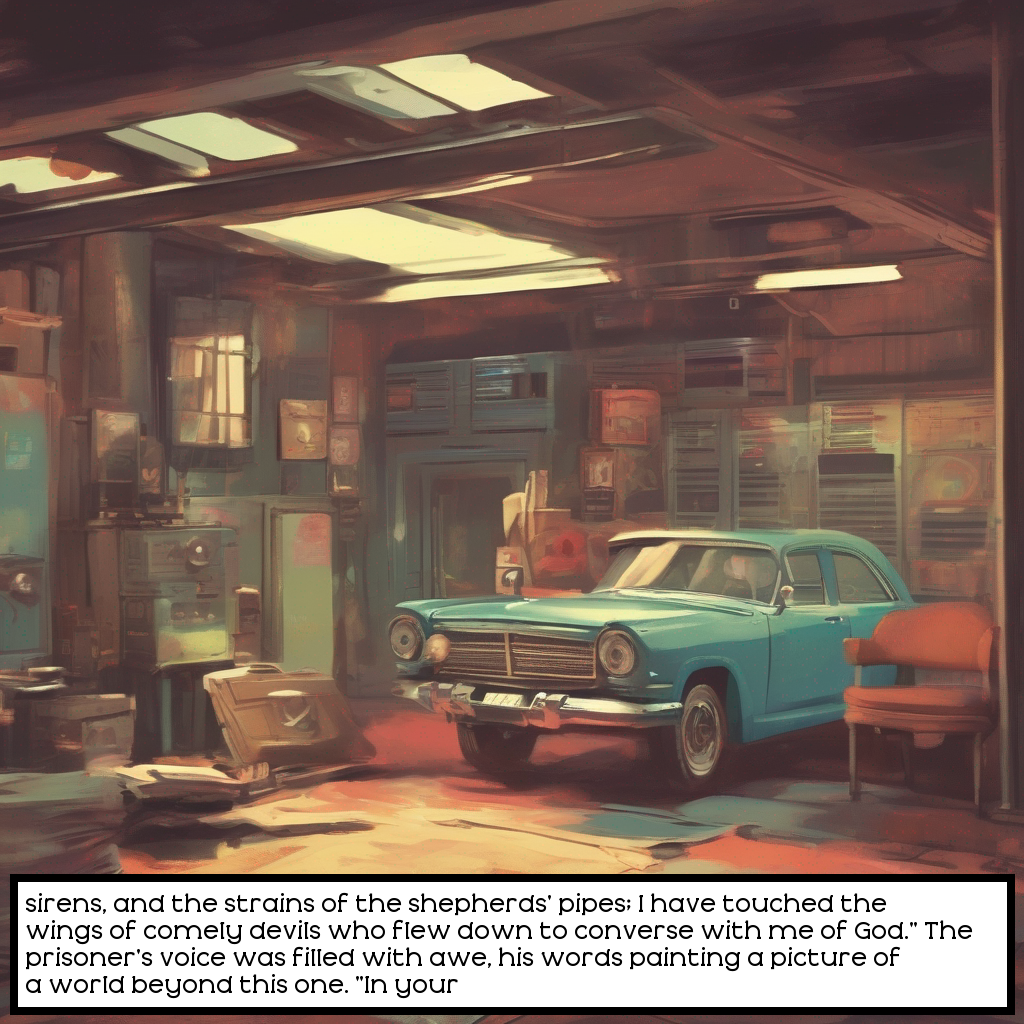 sirens, and the strains of the shepherds' pipes; I have touched the
wings of comely devils who flew down to converse with me of God." The
prisoner's voice was filled with awe, his words painting a picture of
a world beyond this one. "In your